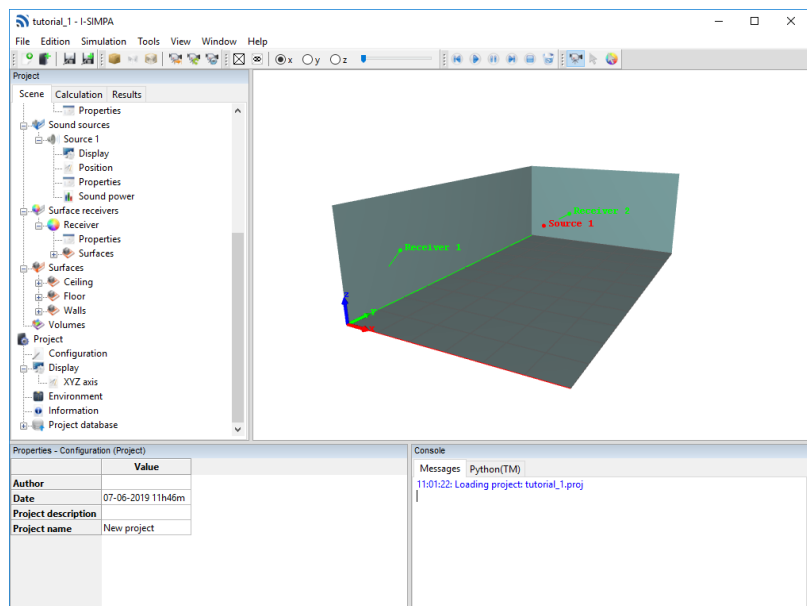 tutorial_1 - I-SIMPA
File Edition Simulation Tools View Window Help
x y z
Project
Scene Calculation Results
Properties
Sound sources
Source 1
Display
Position
Properties
Sound power
Surface receivers
Receiver
Properties
Surfaces
Surfaces
Ceiling
Floor
Walls
Volumes
Project
Configuration
Display
XYZ axis
Environment
Information
Project database
Receiver 1
Source 1
Z
Properties - Configuration (Project)
Value
Author
Date 07-06-2019 11h46m
Project description
Project name New project
Console
Messages Python(TM)
11:01:22: Loading project: tutorial_1.proj